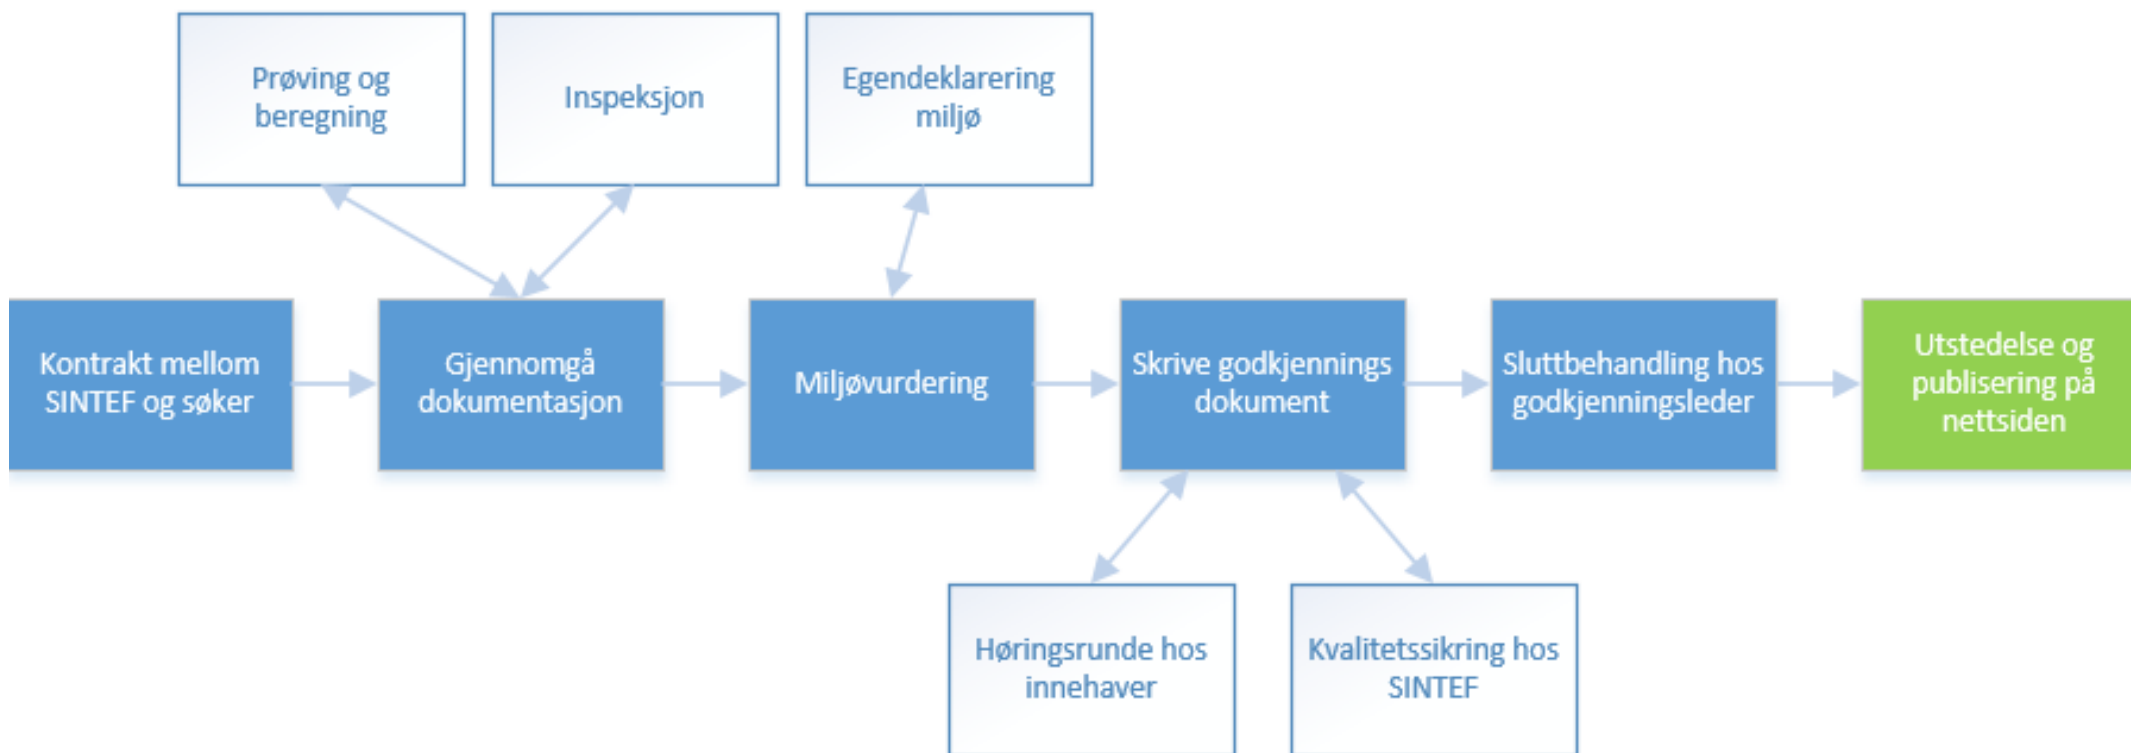 Prøving og
beregning
Inspeksjon
Egendeklarering
miljø
Kontrakt mellom
SINTEF og søker
Gjennomgå
dokumentasjon
Miljøvurdering
Skrive godkjennings
dokument
Sluttbehandling hos
godkjenningsleder
Utstedelse og
publisering på
nettsiden
Høringsrunde hos
innehaver
Kvalitetssikring hos
SINTEF